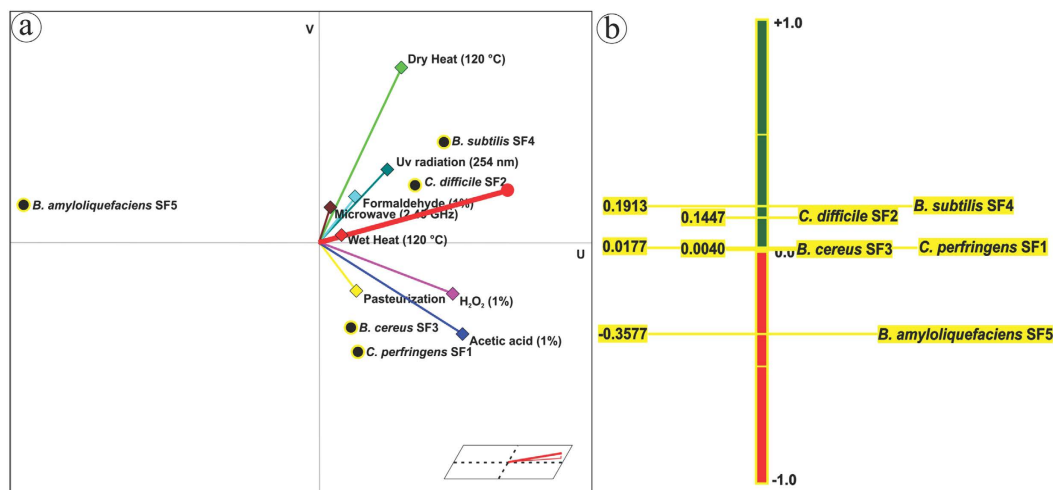 a
V
Dry Heat (120 °C)
B. subtilis SF4
Uv radiation (254 nm)
C. difficile SF2
Formaldehyde (1%)
B. amyloliquefaciens SF5
Microwave (2.45 GHz)
Wet Heat (120 °C)
U
Pasteurization
H₂O₂ (1%)
B. cereus SF3
Acetic acid (1%)
C. perfringens SF1
b
+1.0
0.1913
B. subtilis SF4
0.1447
C. difficile SF2
0.0177
0.0040
0.0
B. cereus SF3
C. perfringens SF1
-0.3577
B. amyloliquefaciens SF5
-1.0